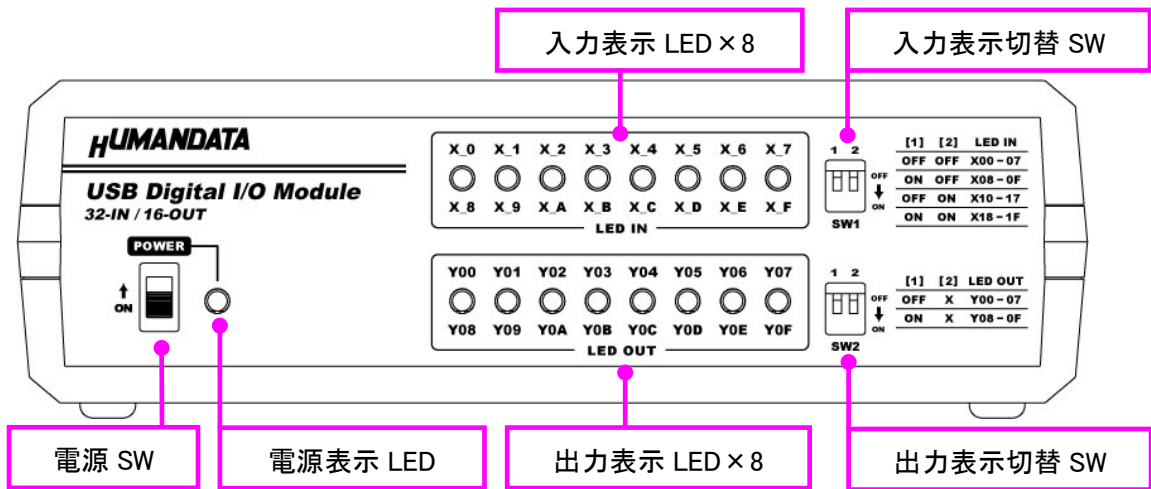 入力表示 LED×8
入力表示切替 SW
HUMANDATA
USB Digital I/O Module
32-IN / 16-OUT
POWER
ON
X_0 X_1 X_2 X_3 X_4 X_5 X_6 X_7
X_8 X_9 X_A X_B X_C X_D X_E X_F
LED IN
1 2
OFF
ON
SW1
[1] [2] LED IN
OFF OFF X00-07
ON OFF X08-0F
OFF ON X10-17
ON ON X18-1F
Y00 Y01 Y02 Y03 Y04 Y05 Y06 Y07
Y08 Y09 Y0A Y0B Y0C Y0D Y0E Y0F
LED OUT
1 2
OFF
ON
SW2
[1] [2] LED OUT
OFF X Y00-07
ON X Y08-0F
電源 SW
電源表示 LED
出力表示 LED×8
出力表示切替 SW